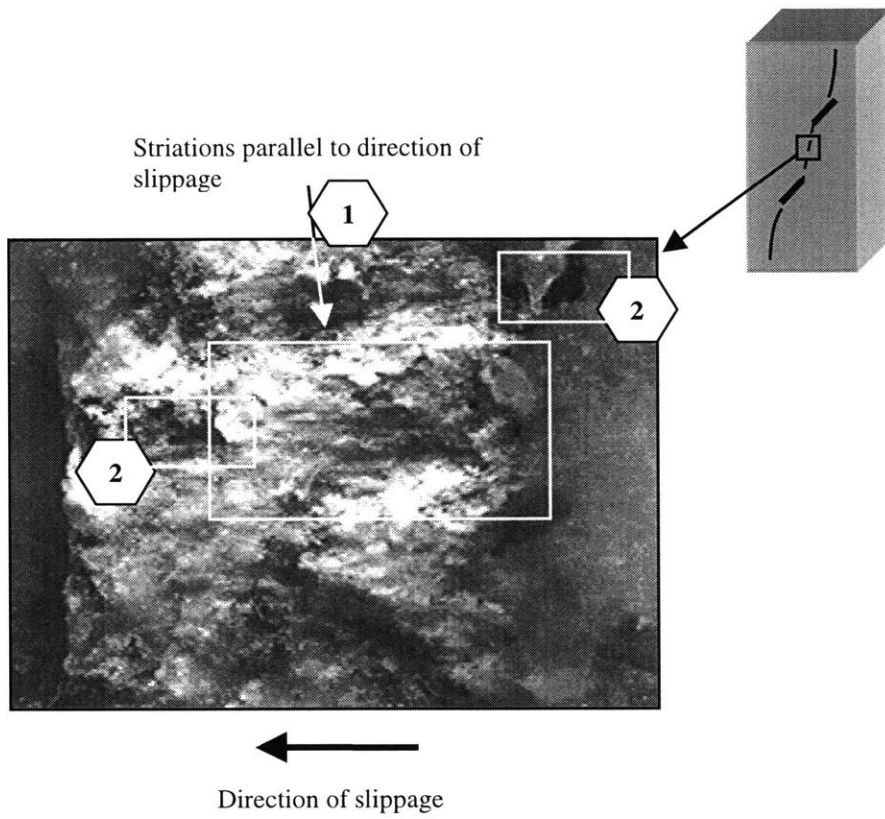 Striations parallel to direction of
slippage
1
2
2
Direction of slippage